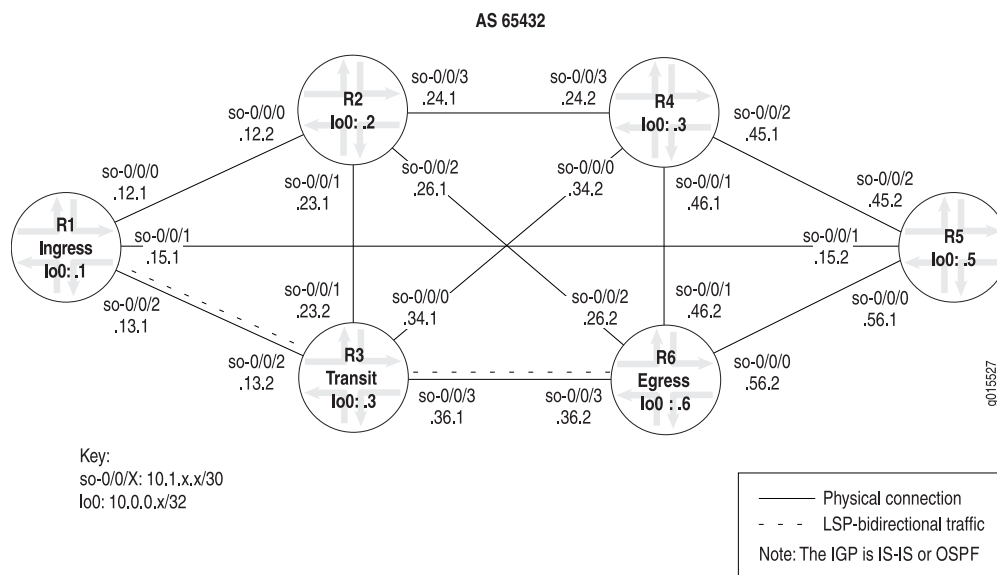 AS 65432
R2
lo0: .2
R4
lo0: .3
so-0/0/3
.24.1
so-0/0/3
.24.2
so-0/0/0
.12.2
so-0/0/2
.45.1
so-0/0/2
.26.1
so-0/0/0
.34.2
so-0/0/0
.12.1
so-0/0/1
.23.1
so-0/0/1
.46.1
so-0/0/2
.45.2
R1
Ingress
lo0: .1
so-0/0/1
.15.1
so-0/0/1
.15.2
R5
lo0: .5
so-0/0/2
.13.1
so-0/0/1
.23.2
so-0/0/0
.34.1
so-0/0/2
.26.2
so-0/0/1
.46.2
so-0/0/0
.56.1
so-0/0/2
.13.2
R3
Transit
lo0: .3
R6
Egress
lo0 : .6
so-0/0/0
.56.2
so-0/0/3
.36.1
so-0/0/3
.36.2
g015527
Key:
so-0/0/X: 10.1.x.x/30
lo0: 10.0.0.x/32
Physical connection
LSP-bidirectional traffic
Note: The IGP is IS-IS or OSPF